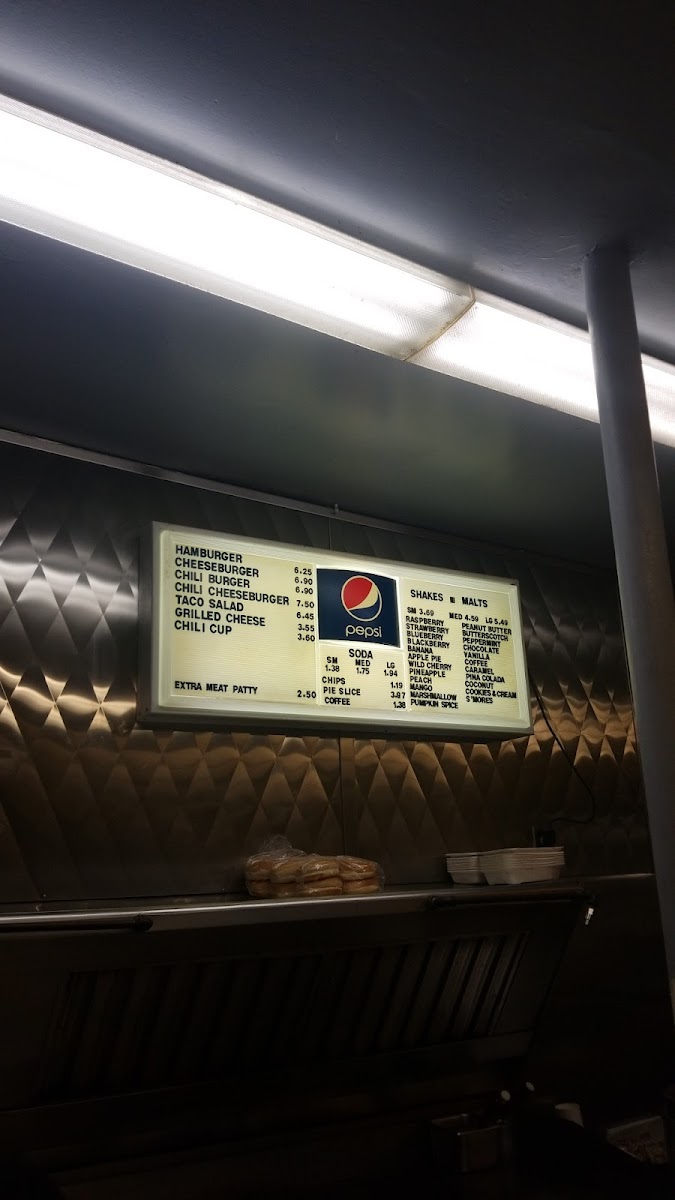 HAMBURGER 6.25
CHEESEBURGER 6.90
CHILI BURGER 6.90
CHILI CHEESEBURGER 7.50
TACO SALAD 6.45
GRILLED CHEESE 3.55
CHILI CUP 3.60
EXTRA MEAT PATTY 2.50
pepsi
SODA
SM MED LG
1.38 1.75 1.94
CHIPS 1.19
PIE SLICE 3.97
COFFEE 1.38
SHAKES MALTS
SM 3.69 MED 4.59 LG 5.49
RASPBERRY
STRAWBERRY
BLUEBERRY
BLACKBERRY
BANANA
APPLE PIE
WILD CHERRY
PINEAPPLE
PEACH
MANGO
MARSHMALLOW
PUMPKIN SPICE
PEANUT BUTTER
BUTTERSCOTCH
PEPPERMINT
CHOCOLATE
VANILLA
COFFEE
CARAMEL
PINA COLADA
COCONUT
COOKIES & CREAM
S'MORES